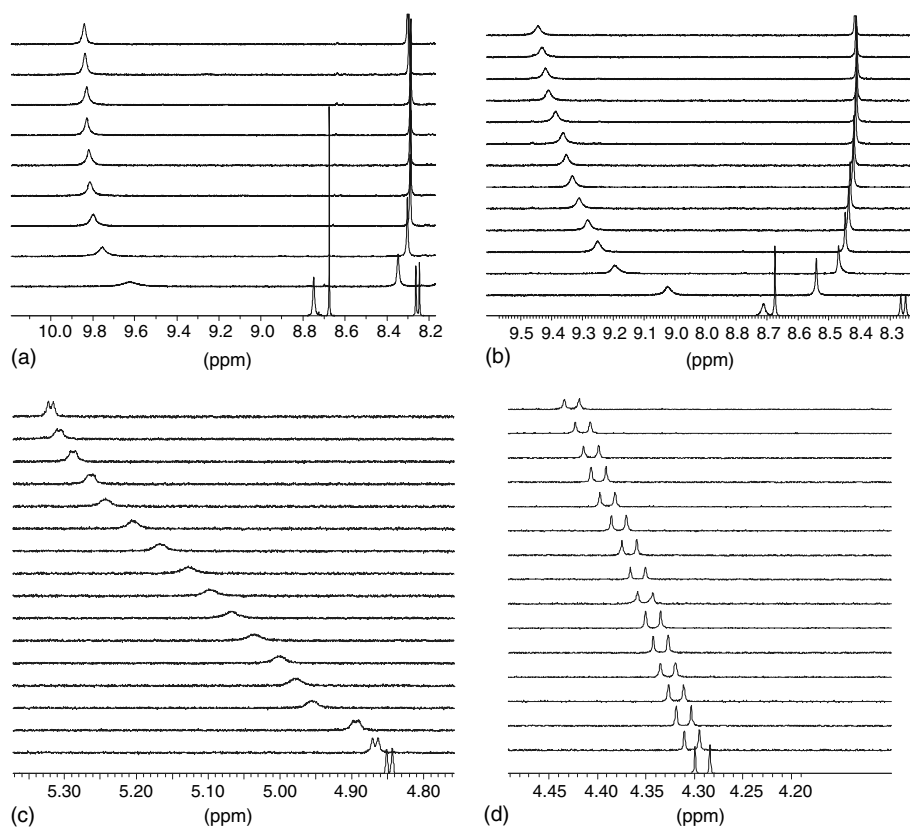 10.0 9.8 9.6 9.4 9.2 9.0 8.8 8.6 8.4 8.2
(a) (ppm)
9.5 9.4 9.3 9.2 9.1 9.0 8.9 8.8 8.7 8.6 8.5 8.4 8.3
(b) (ppm)
5.30 5.20 5.10 5.00 4.90 4.80
(c) (ppm)
4.45 4.40 4.35 4.30 4.25 4.20
(d) (ppm)